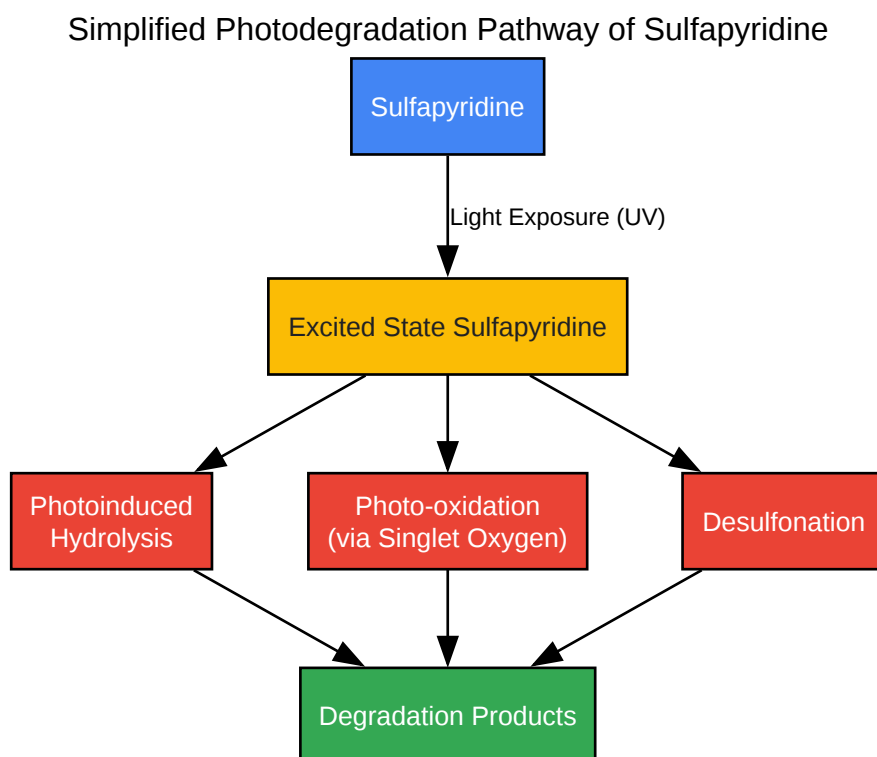 Simplified Photodegradation Pathway of Sulfapyridine
Sulfapyridine
Light Exposure (UV)
Excited State Sulfapyridine
Photoinduced
Hydrolysis
Photo-oxidation
(via Singlet Oxygen)
Desulfonation
Degradation Products